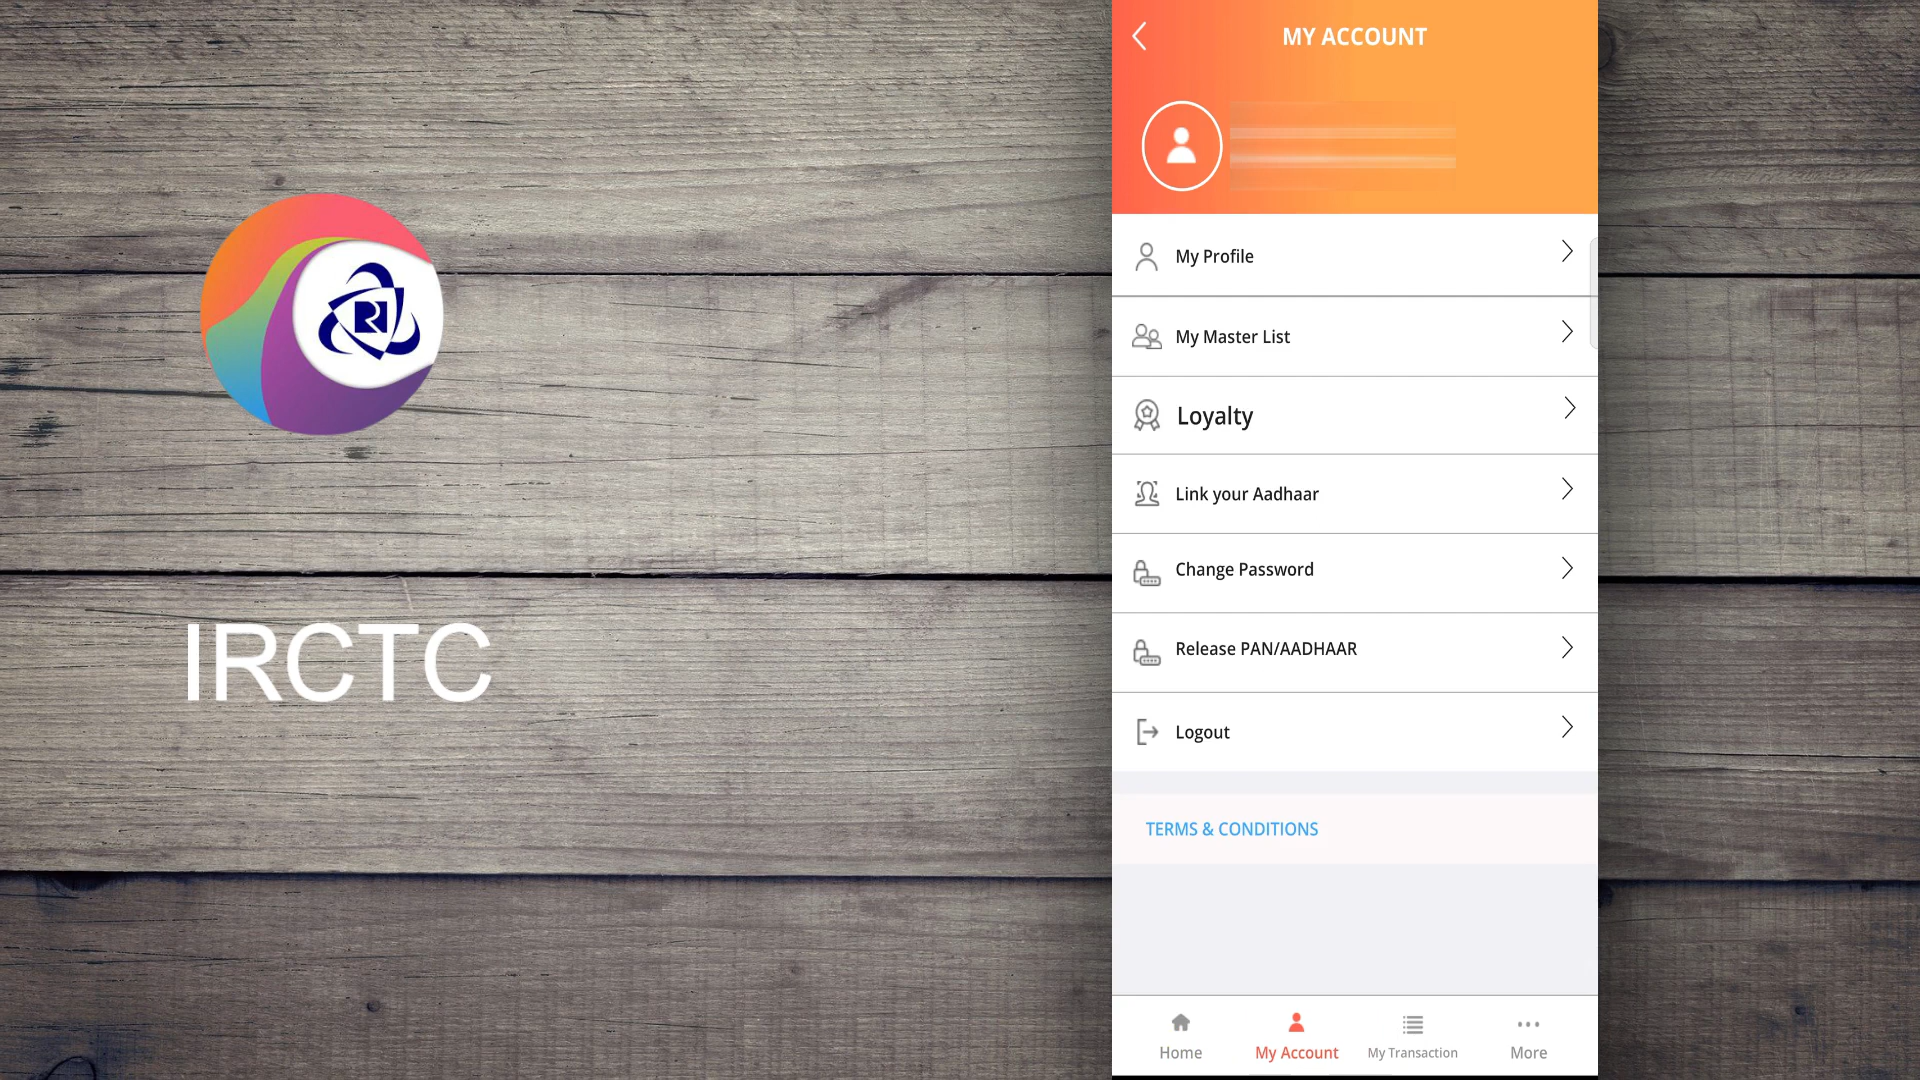 IRCTC
MY ACCOUNT
My Profile
My Master List
Loyalty
Link your Aadhaar
Change Password
Release PAN/AADHAAR
Logout
TERMS & CONDITIONS
Home
My Account
My Transaction
More